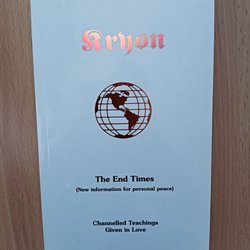 Kryon
The End Times
(New information for personal peace)
Channelled Teachings
Given in Love